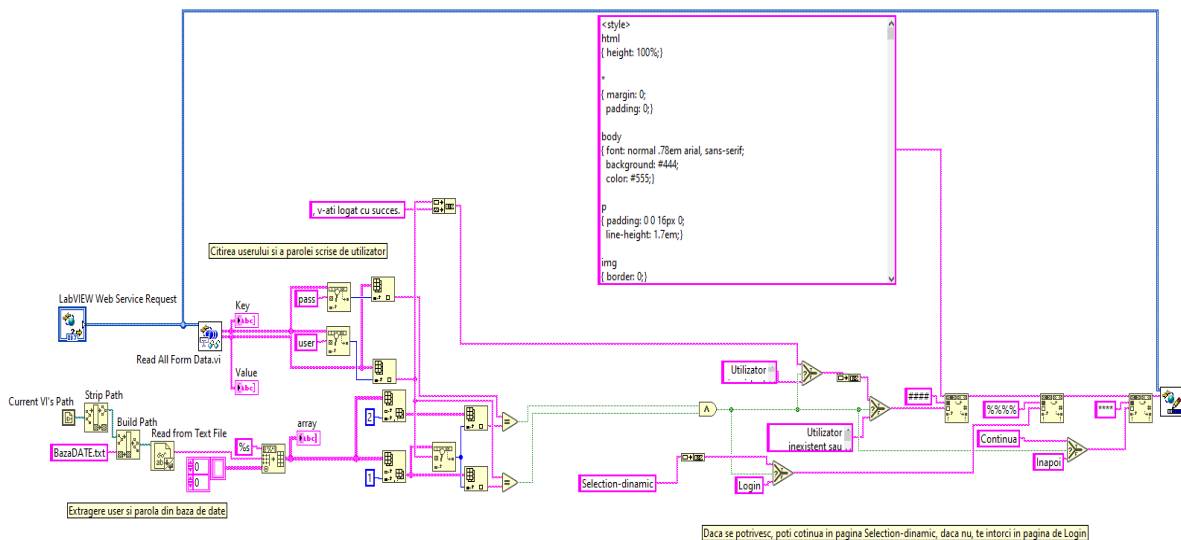 <style>
html
{ height: 100%;}
*
{ margin: 0;
padding: 0;}
body
{ font: normal .78em arial, sans-serif;
background: #444;
color: #555;}
p
{ padding: 0 0 16px 0;
line-height: 1.7em;}
img
{ border: 0;}
, v-ati logat cu succes.
Citirea userului si a parolei scrise de utilizator
LabVIEW Web Service Request
Key
pass
user
Read All Form Data.vi
Value
Current VI's Path
Strip Path
Build Path
Read from Text File
BazaDATE.txt
%s
array
0
0
2
1
Extragere user si parola din baza de date
Utilizator
Utilizator
inexistent sau
Selection-dinamic
Login
####
%%%%
****
Continua
Inapoi
Daca se potrivesc, poti cotinua in pagina Selection-dinamic, daca nu, te intorci in pagina de Login